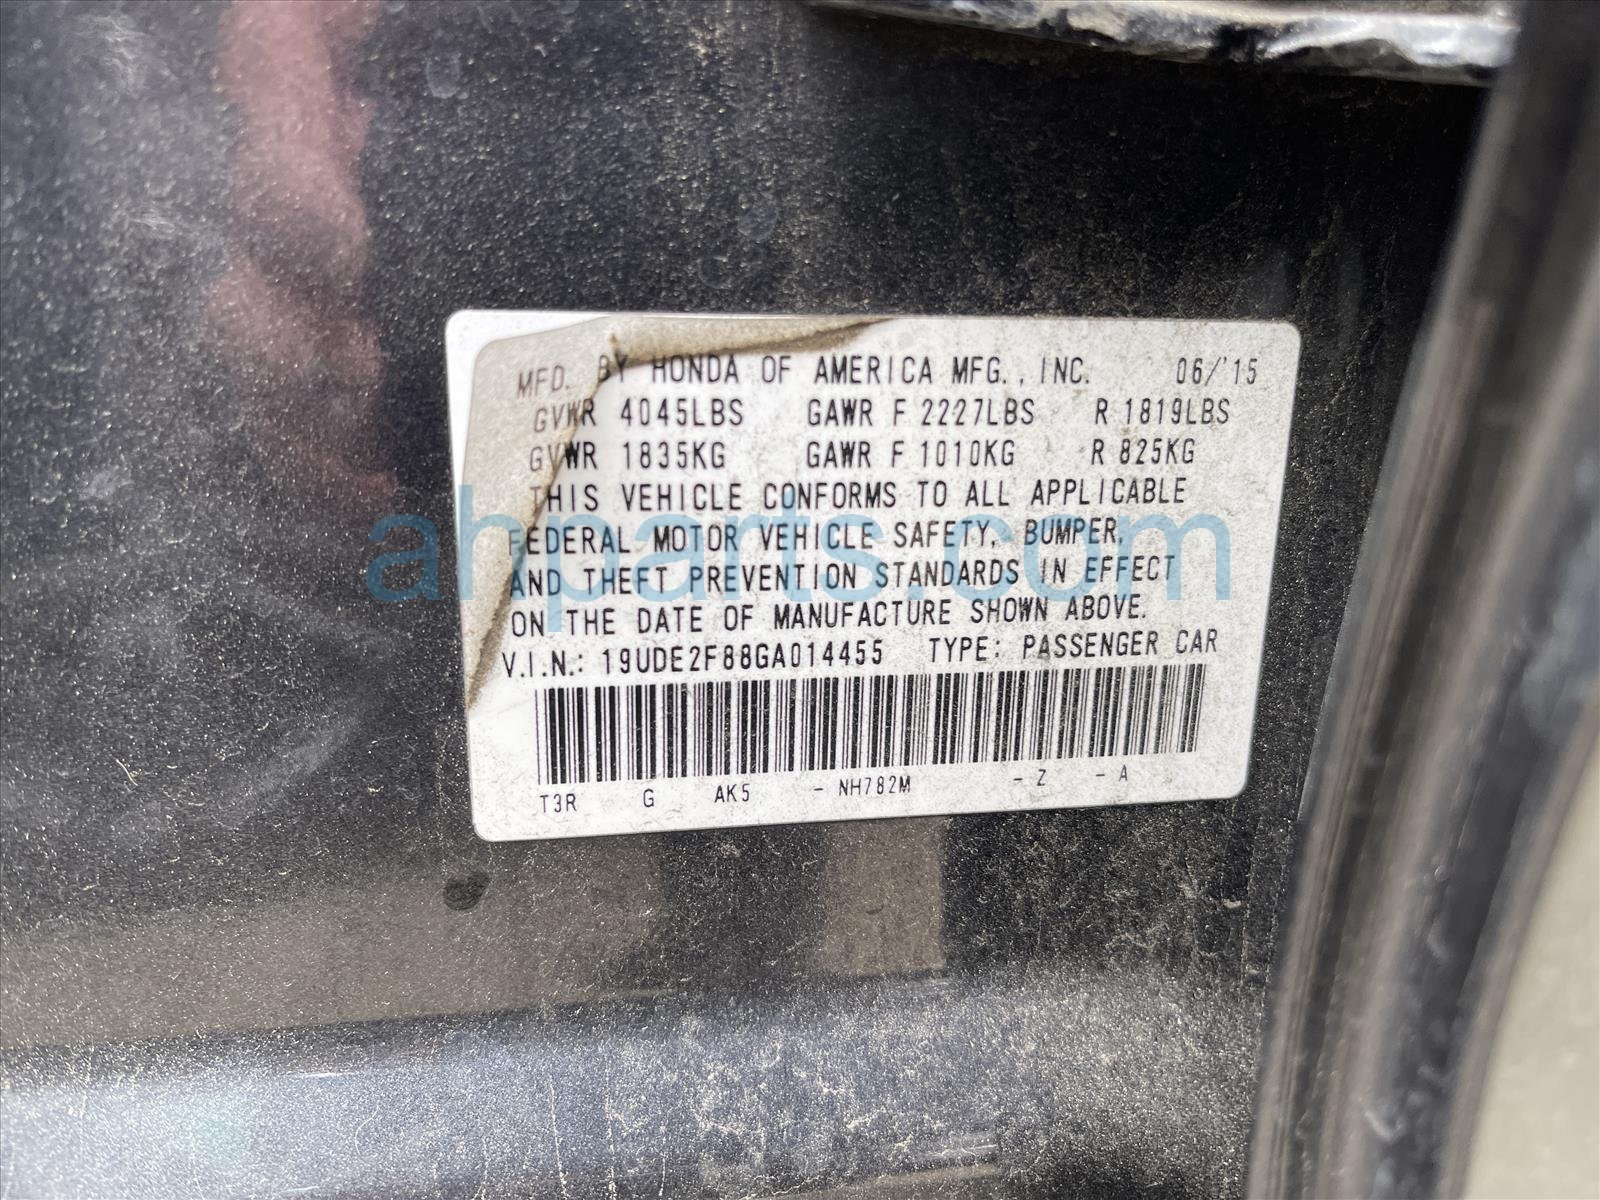 MFD. BY HONDA OF AMERICA MFG., INC. 06/'15
GVWR 4045LBS GAWR F 2227LBS R 1819LBS
GVWR 1835KG GAWR F 1010KG R 825KG
THIS VEHICLE CONFORMS TO ALL APPLICABLE
FEDERAL MOTOR VEHICLE SAFETY, BUMPER,
AND THEFT PREVENTION STANDARDS IN EFFECT
ON THE DATE OF MANUFACTURE SHOWN ABOVE.
V.I.N.: 19UDE2F88GA014455 TYPE: PASSENGER CAR
T3R G AK5 - NH782M - Z - A
ahparts.com